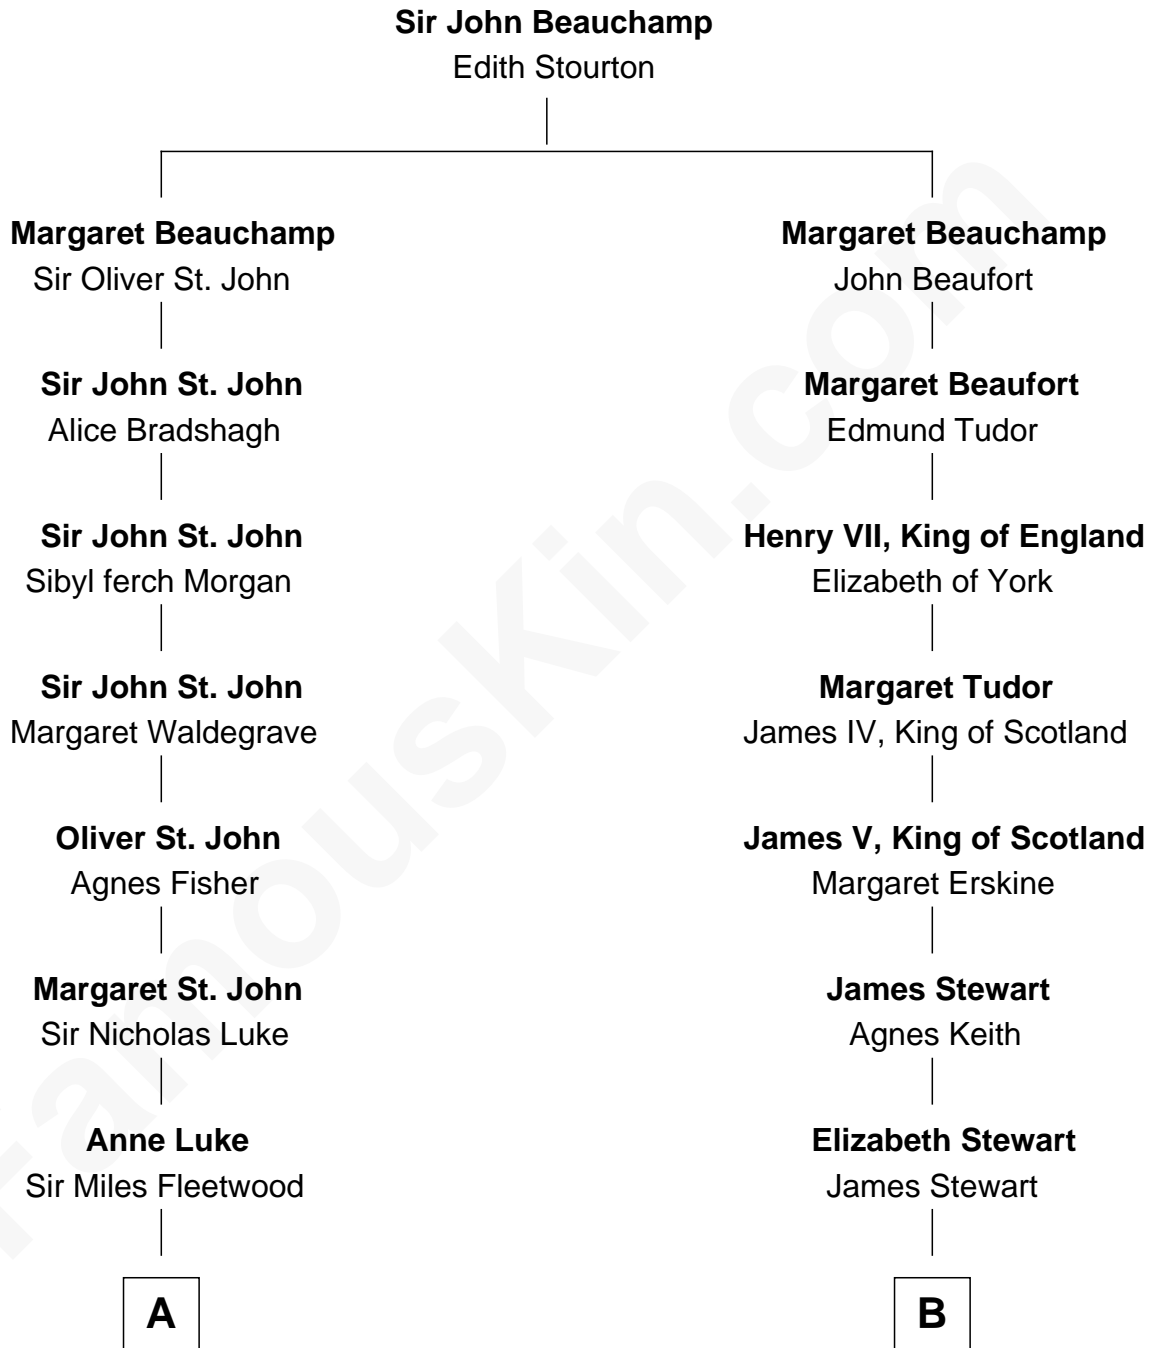 Sir John Beauchamp
Edith Stourton
Margaret Beauchamp
Sir Oliver St. John
Margaret Beauchamp
John Beaufort
Sir John St. John
Alice Bradshagh
Margaret Beaufort
Edmund Tudor
Sir John St. John
Sibyl ferch Morgan
Henry VII, King of England
Elizabeth of York
Sir John St. John
Margaret Waldegrave
Margaret Tudor
James IV, King of Scotland
Oliver St. John
Agnes Fisher
James V, King of Scotland
Margaret Erskine
Margaret St. John
Sir Nicholas Luke
James Stewart
Agnes Keith
Anne Luke
Sir Miles Fleetwood
Elizabeth Stewart
James Stewart
A
B
FamousKin.com